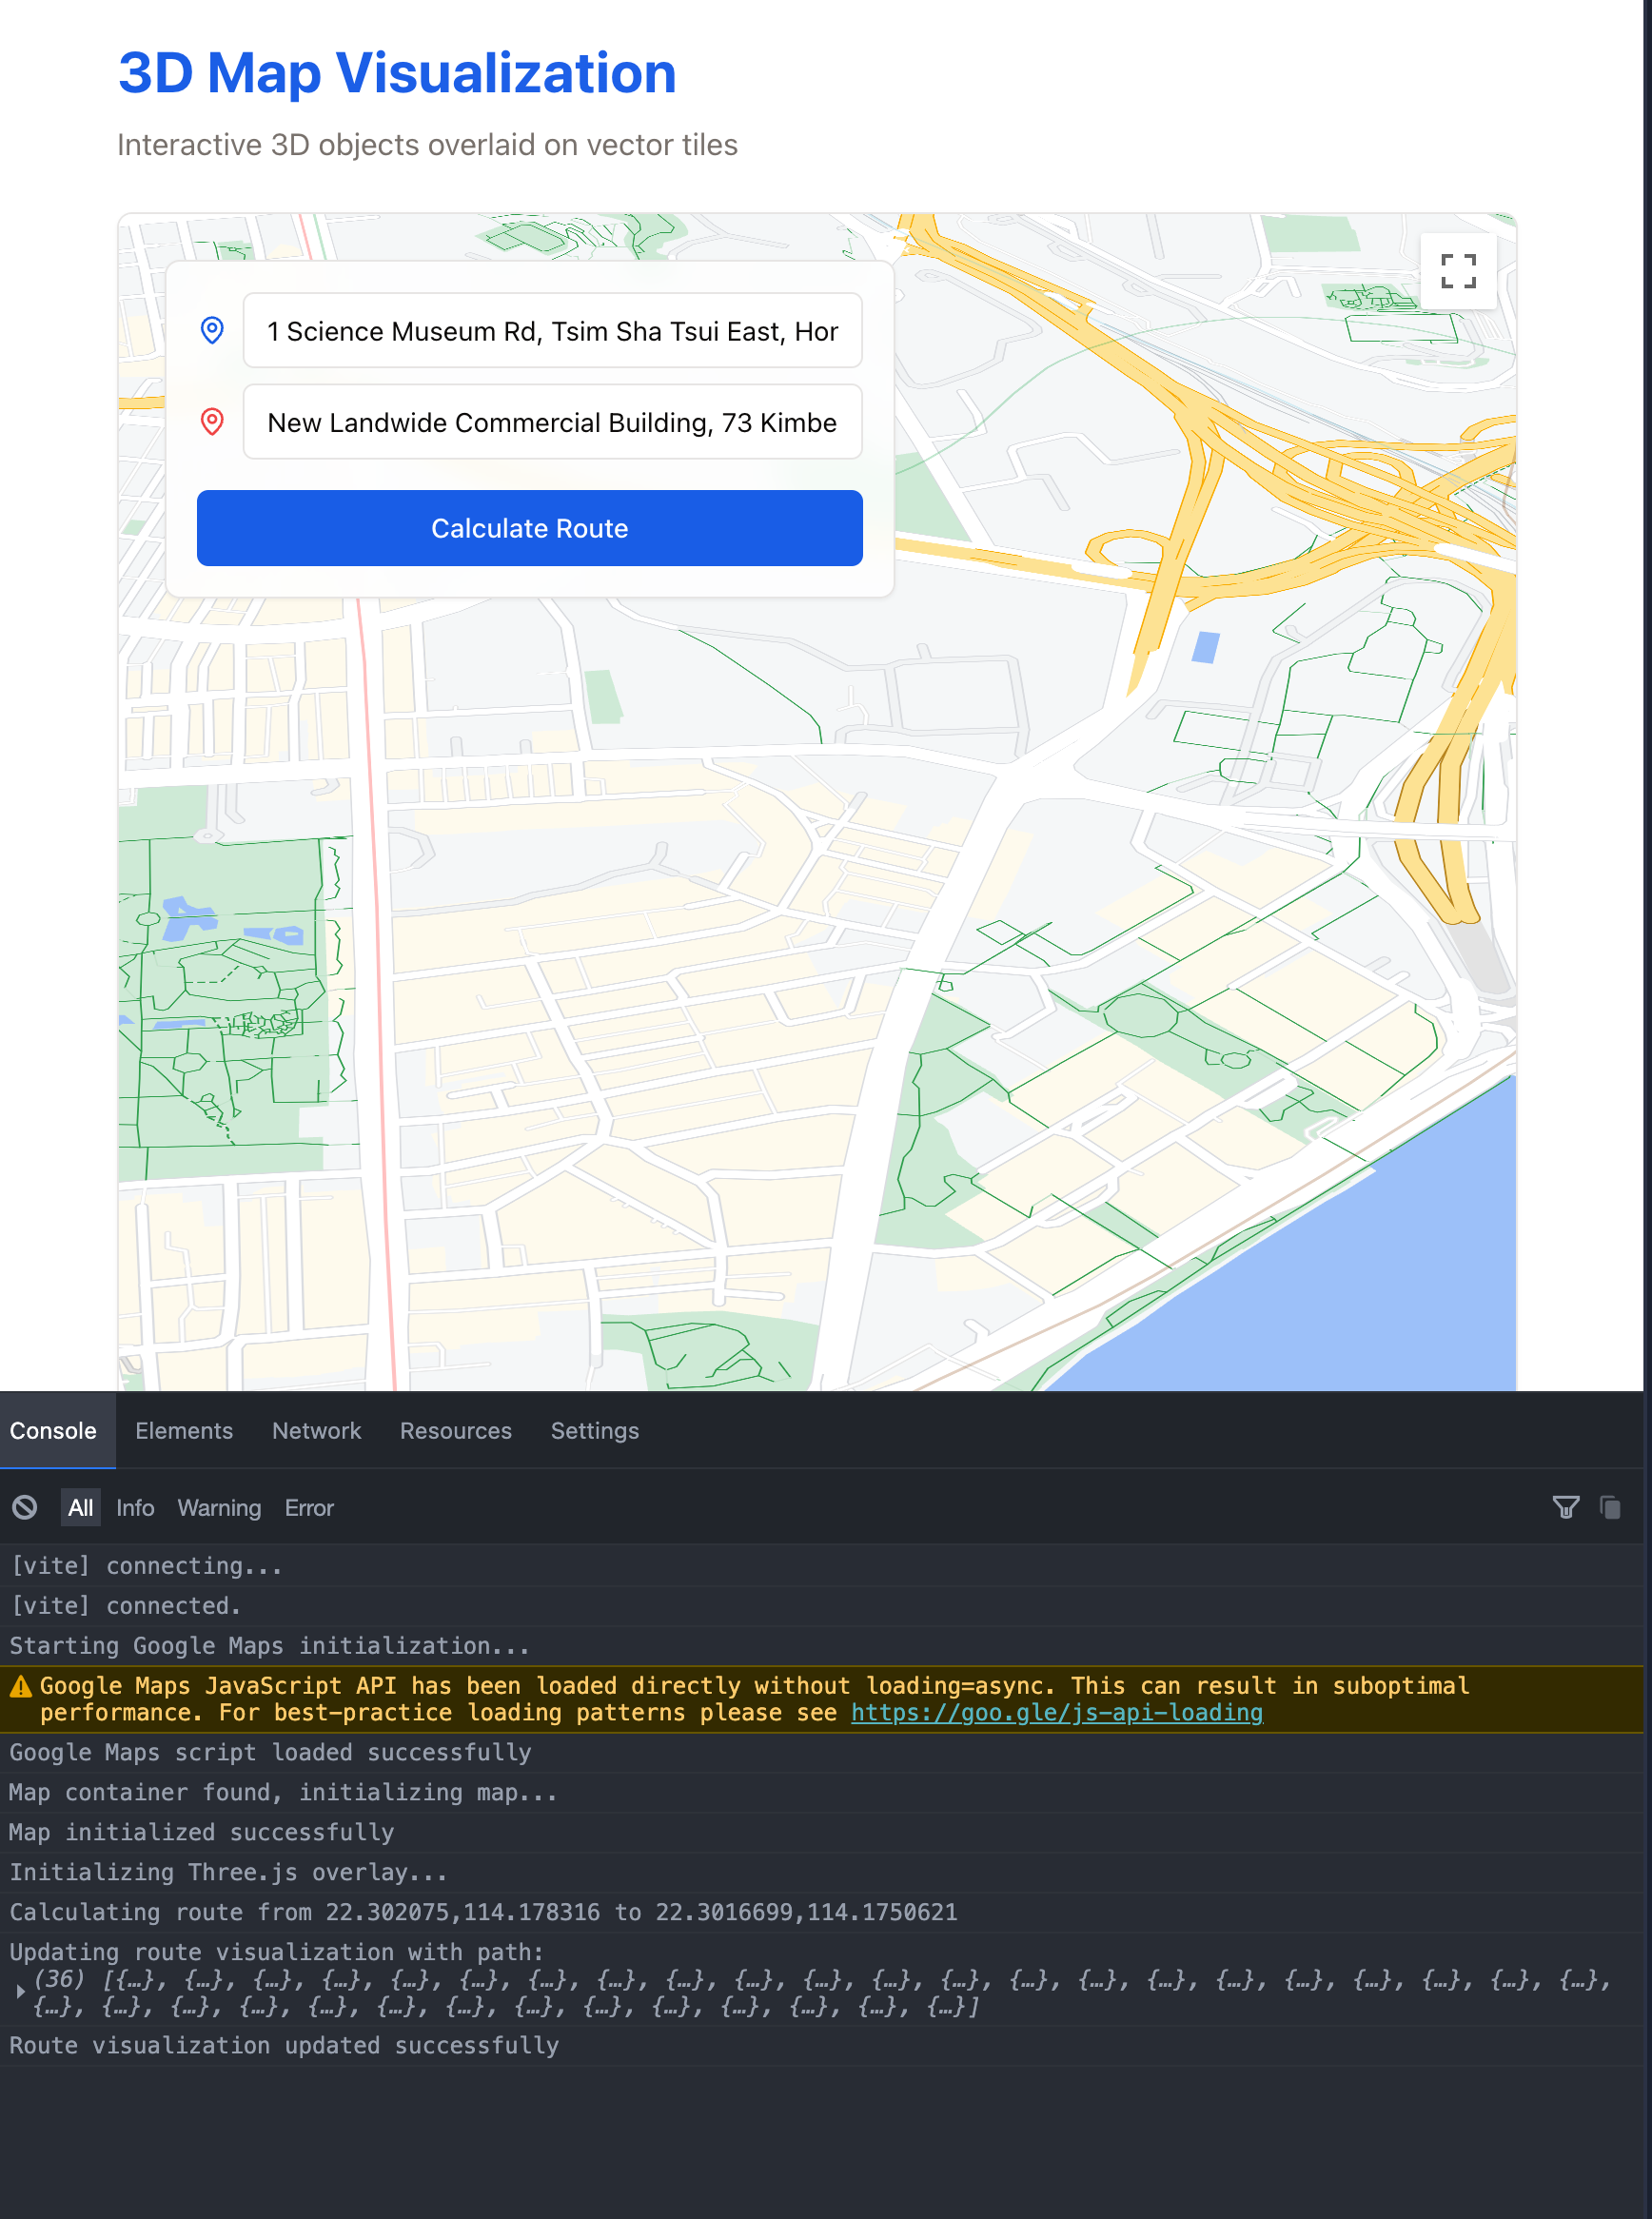 3D Map Visualization
Interactive 3D objects overlaid on vector tiles
1 Science Museum Rd, Tsim Sha Tsui East, Hor
New Landwide Commercial Building, 73 Kimbe
Calculate Route
Console Elements Network Resources Settings
All Info Warning Error
[vite] connecting...
[vite] connected.
Starting Google Maps initialization...
Google Maps JavaScript API has been loaded directly without loading=async. This can result in suboptimal
performance. For best-practice loading patterns please see https://goo.gle/js-api-loading
Google Maps script loaded successfully
Map container found, initializing map...
Map initialized successfully
Initializing Three.js overlay...
Calculating route from 22.302075,114.178316 to 22.3016699,114.1750621
Updating route visualization with path:
(36) [{…}, {…}, {…}, {…}, {…}, {…}, {…}, {…}, {…}, {…}, {…}, {…}, {…}, {…}, {…}, {…}, {…}, {…}, {…}, {…}, {…}, {…},
{…}, {…}, {…}, {…}, {…}, {…}, {…}, {…}, {…}, {…}, {…}, {…}, {…}, {…}]
Route visualization updated successfully